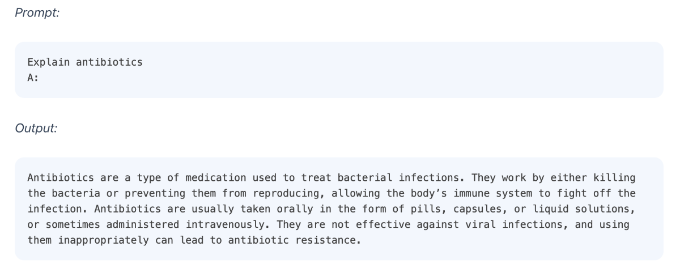 Prompt:
Explain antibiotics
A:
Output:
Antibiotics are a type of medication used to treat bacterial infections. They work by either killing
the bacteria or preventing them from reproducing, allowing the body’s immune system to fight off the
infection. Antibiotics are usually taken orally in the form of pills, capsules, or liquid solutions,
or sometimes administered intravenously. They are not effective against viral infections, and using
them inappropriately can lead to antibiotic resistance.